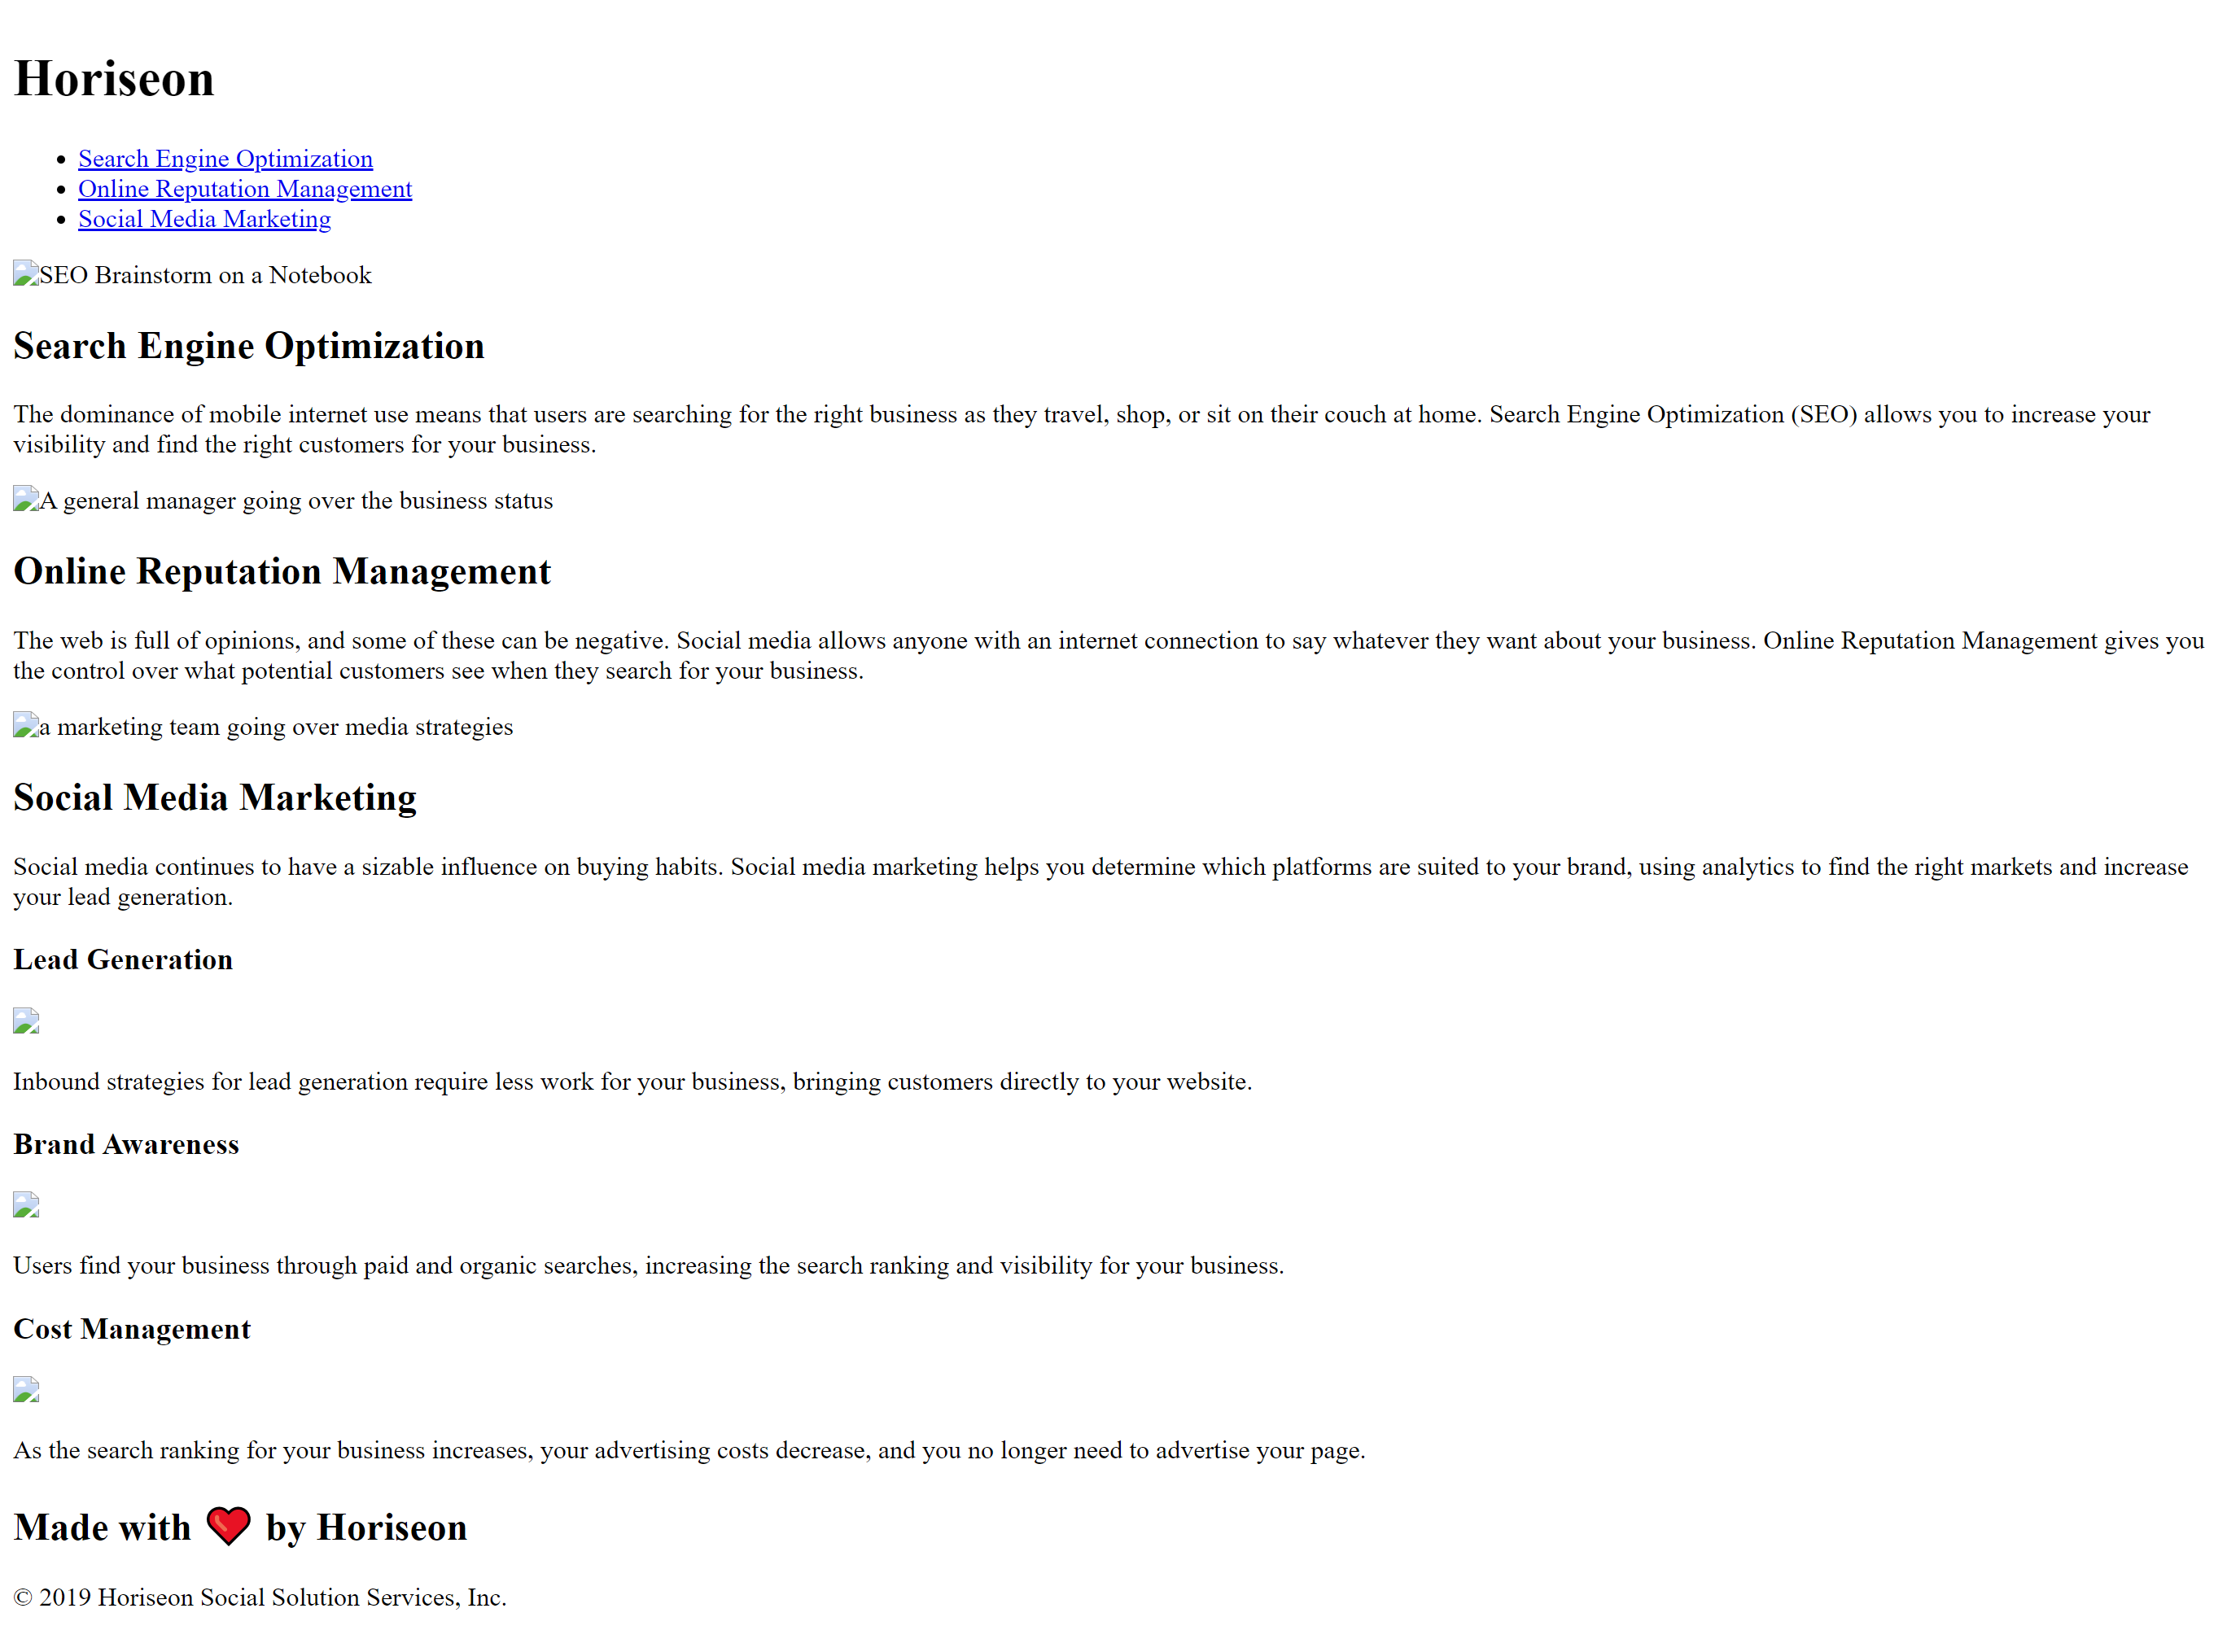 Horiseon
Search Engine Optimization
Online Reputation Management
Social Media Marketing
SEO Brainstorm on a Notebook
Search Engine Optimization
The dominance of mobile internet use means that users are searching for the right business as they travel, shop, or sit on their couch at home. Search Engine Optimization (SEO) allows you to increase your
visibility and find the right customers for your business.
A general manager going over the business status
Online Reputation Management
The web is full of opinions, and some of these can be negative. Social media allows anyone with an internet connection to say whatever they want about your business. Online Reputation Management gives you
the control over what potential customers see when they search for your business.
a marketing team going over media strategies
Social Media Marketing
Social media continues to have a sizable influence on buying habits. Social media marketing helps you determine which platforms are suited to your brand, using analytics to find the right markets and increase
your lead generation.
Lead Generation
Inbound strategies for lead generation require less work for your business, bringing customers directly to your website.
Brand Awareness
Users find your business through paid and organic searches, increasing the search ranking and visibility for your business.
Cost Management
As the search ranking for your business increases, your advertising costs decrease, and you no longer need to advertise your page.
Made with ❤️ by Horiseon
© 2019 Horiseon Social Solution Services, Inc.